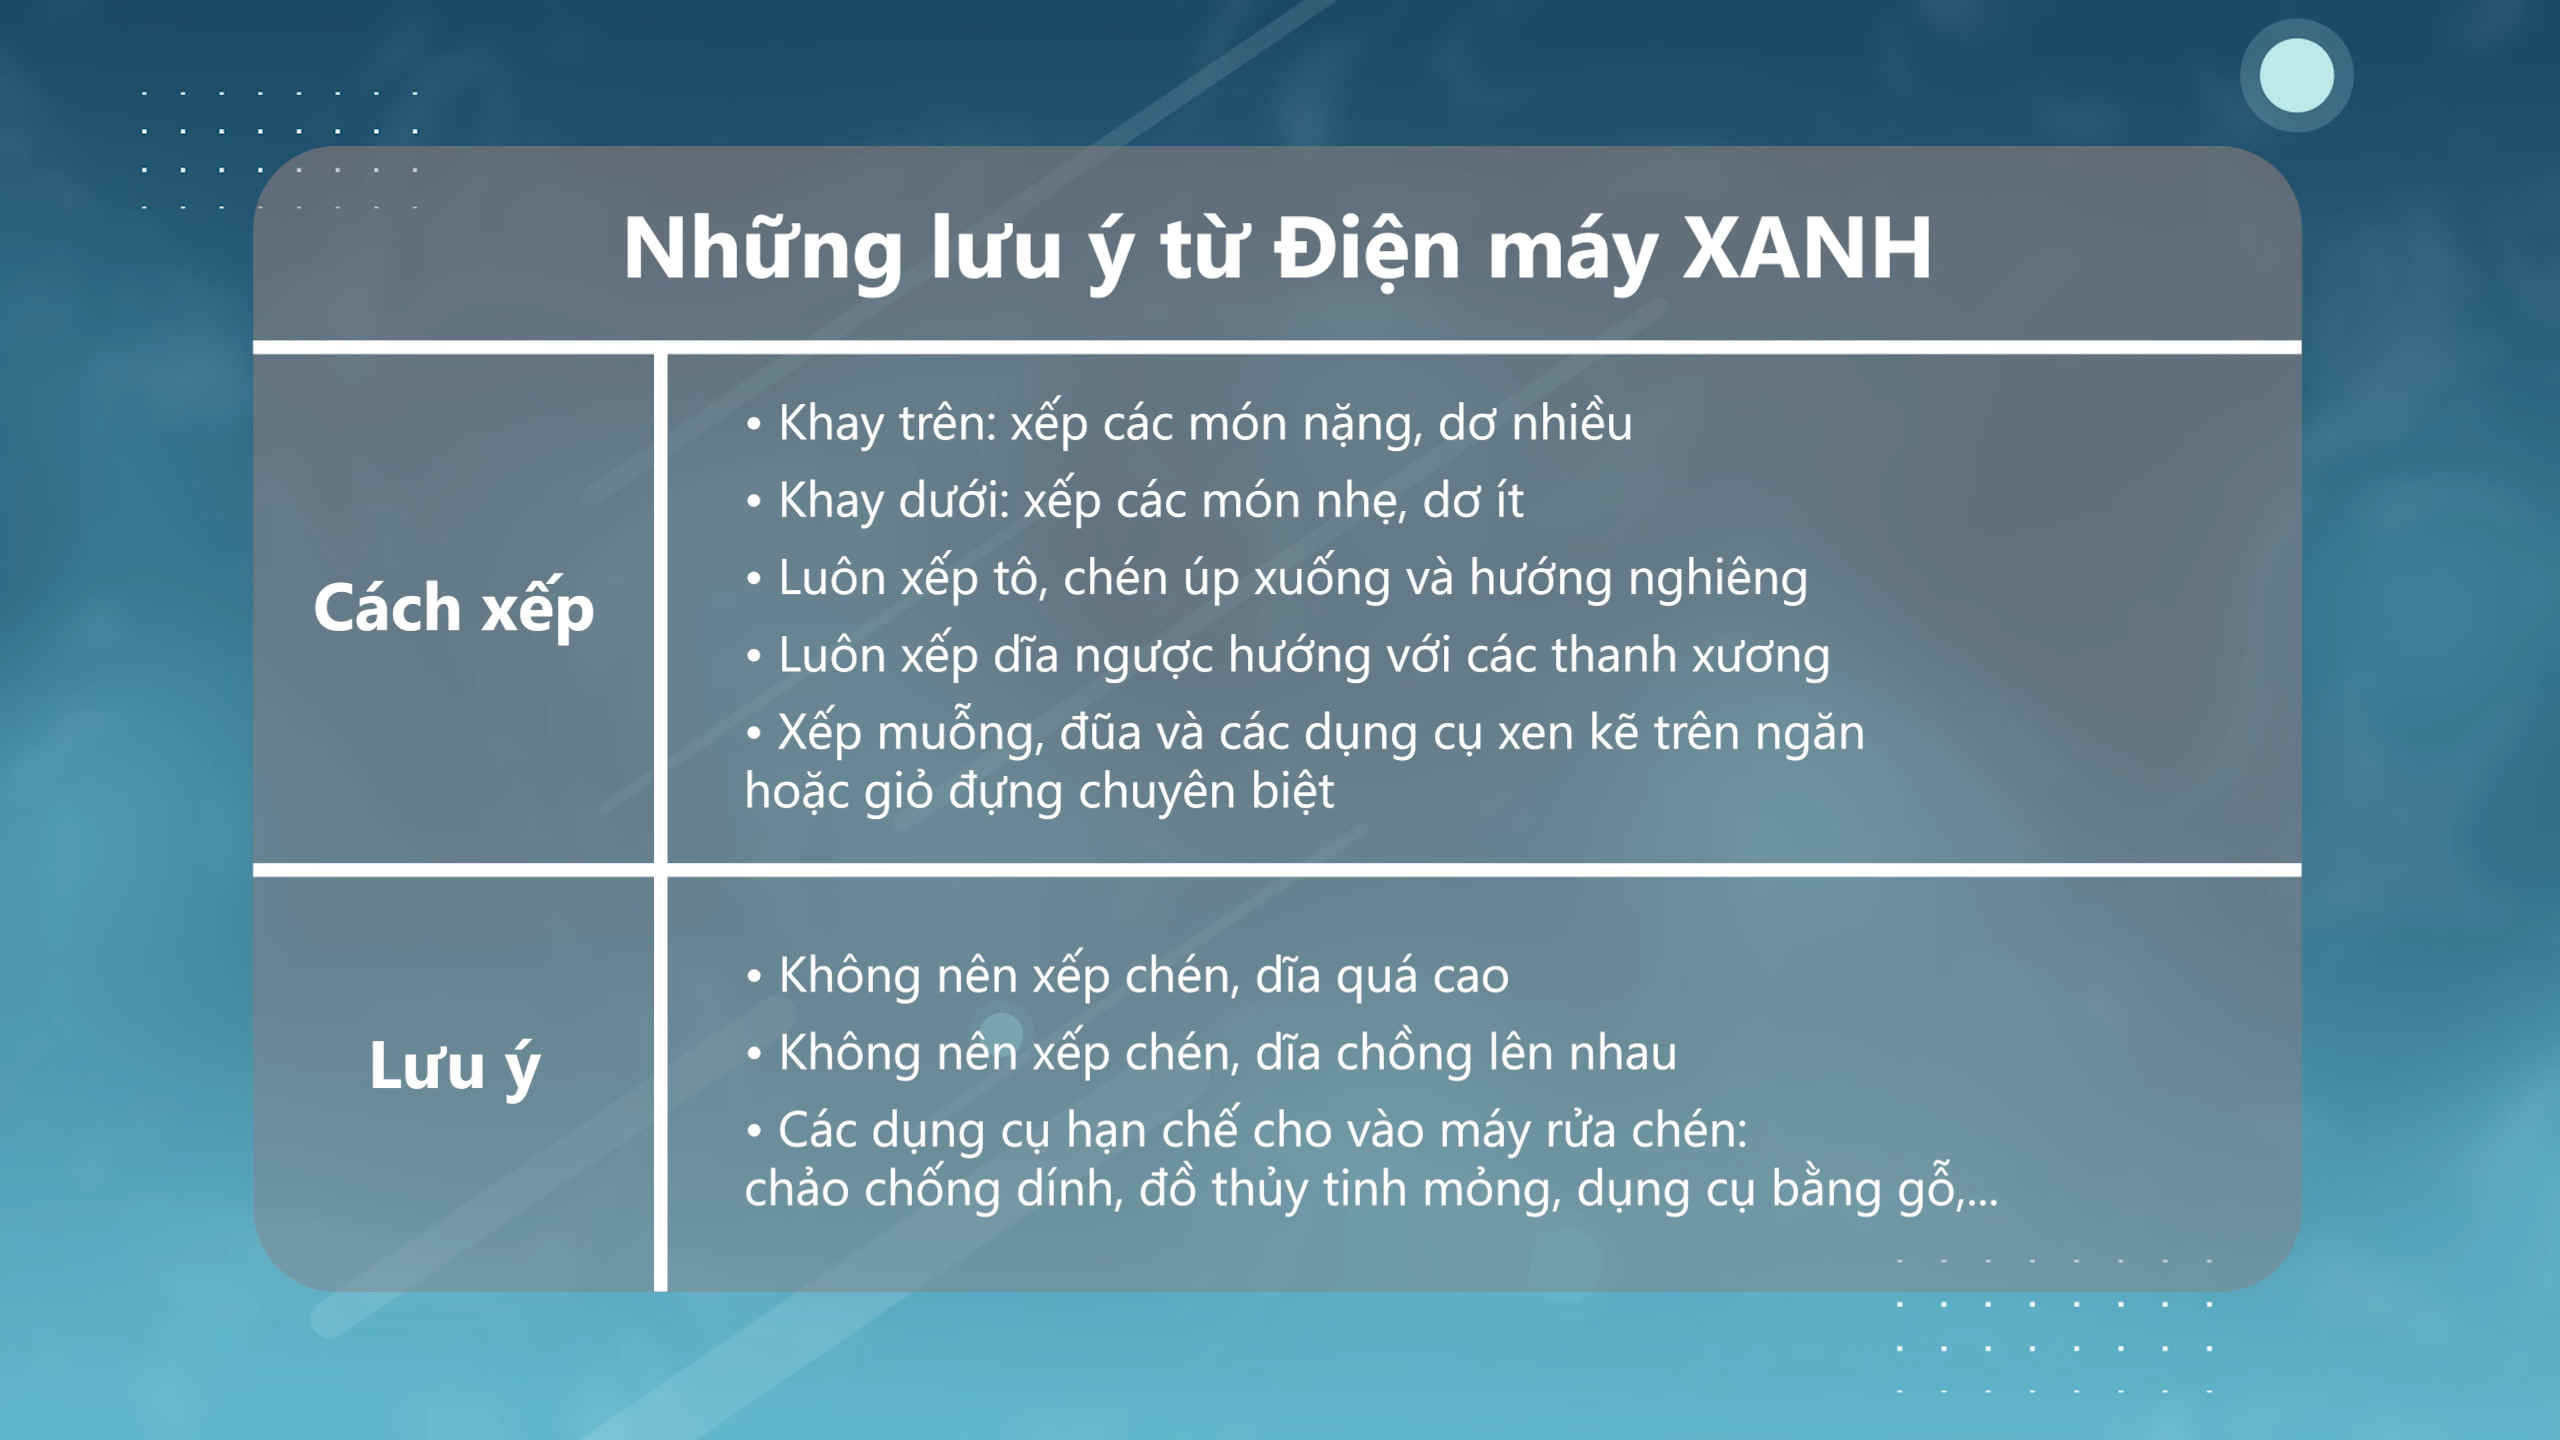 Những lưu ý từ Điện máy XANH
Cách xếp
• Khay trên: xếp các món nặng, dơ nhiều
• Khay dưới: xếp các món nhẹ, dơ ít
• Luôn xếp tô, chén úp xuống và hướng nghiêng
• Luôn xếp dĩa ngược hướng với các thanh xương
• Xếp muỗng, đũa và các dụng cụ xen kẽ trên ngăn
hoặc giỏ đựng chuyên biệt
Lưu ý
• Không nên xếp chén, dĩa quá cao
• Không nên xếp chén, dĩa chồng lên nhau
• Các dụng cụ hạn chế cho vào máy rửa chén:
chảo chống dính, đồ thủy tinh mỏng, dụng cụ bằng gỗ,...